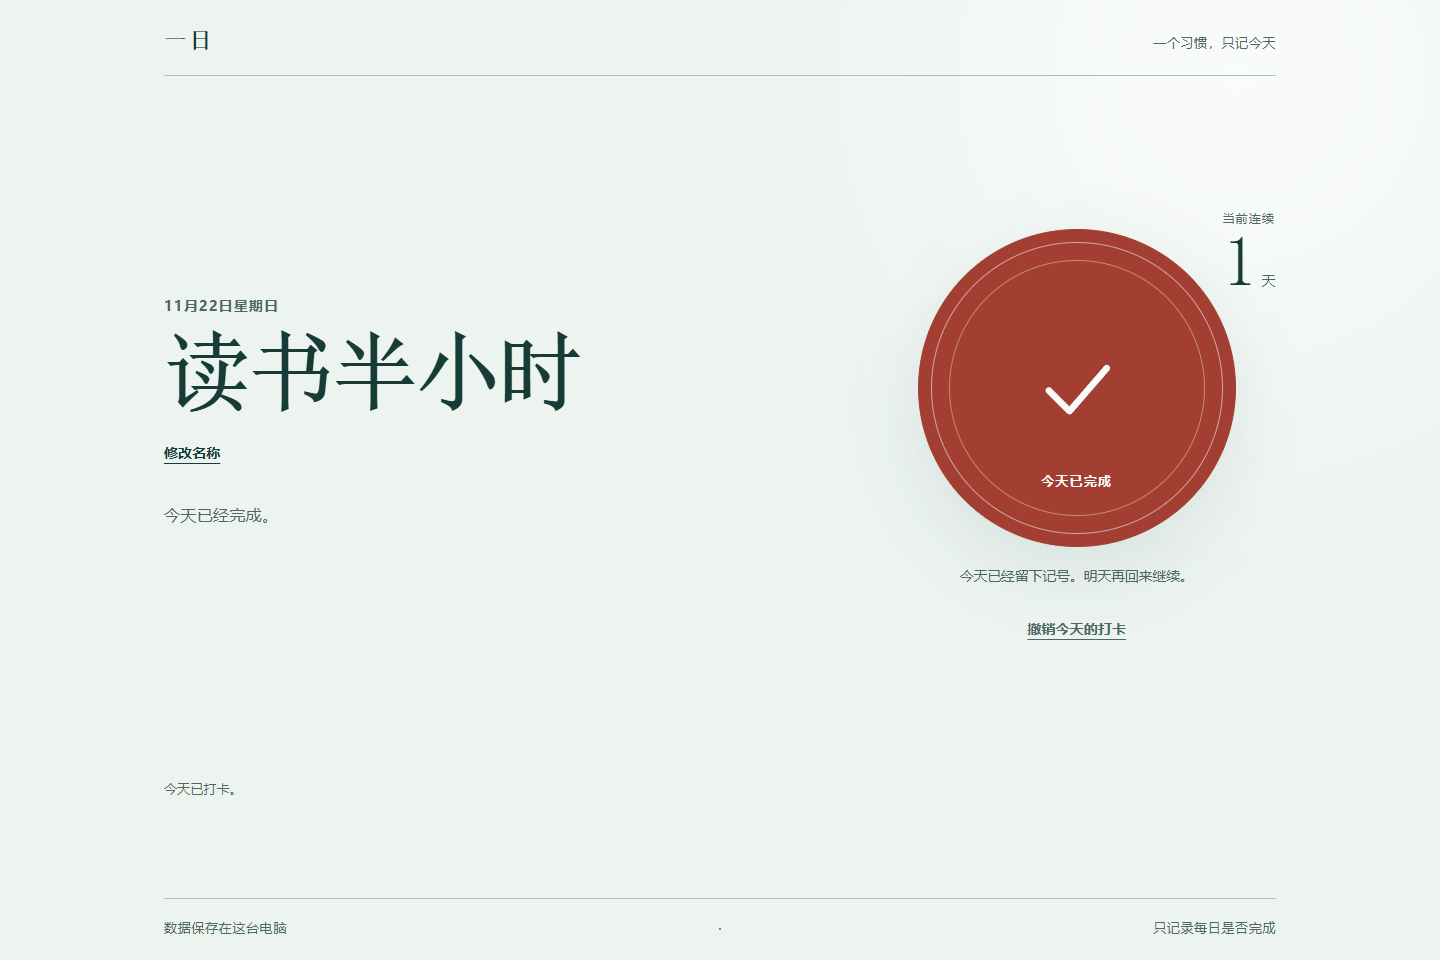 一日
一个习惯，只记今天
11月22日星期日
读书半小时
修改名称
今天已经完成。
当前连续
1 天
今天已完成
今天已经留下记号。明天再回来继续。
撤销今天的打卡
今天已打卡。
数据保存在这台电脑
·
只记录每日是否完成